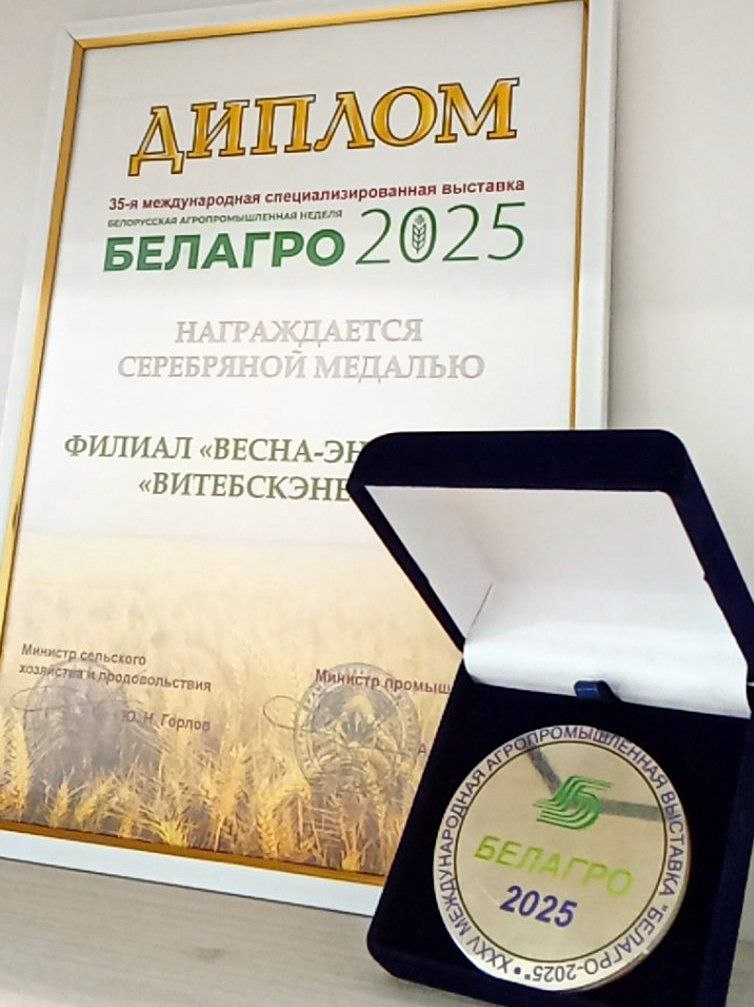 ДИПЛОМ
35-я международная специализированная выставка
БЕЛОРУССКАЯ АГРОПРОМЫШЛЕННАЯ НЕДЕЛЯ
БЕЛАГРО 2025
НАГРАЖДАЕТСЯ
СЕРЕБРЯНОЙ МЕДАЛЬЮ
ФИЛИАЛ «ВЕСНА-ЭН
«ВИТЕБСКЭНЕ
Министр сельского
хозяйства и продовольствия
Ю. Н. Горлов
Министр промыш
А
XXXV МЕЖДУНАРОДНАЯ АГРОПРОМЫШЛЕННАЯ ВЫСТАВКА "БЕЛАГРО-2025"
БЕЛАГРО
2025